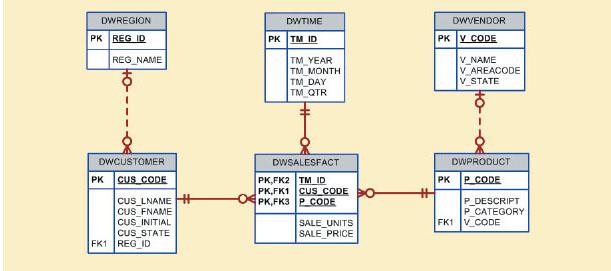 DWREGION
PK REG_ID
REG_NAME
DWTIME
PK TM_ID
TM_YEAR
TM_MONTH
TM_DAY
TM_QTR
DWVENDOR
PK V_CODE
V_NAME
V_AREACODE
V_STATE
DWCUSTOMER
PK CUS_CODE
CUS_LNAME
CUS_FNAME
CUS_INITIAL
CUS_STATE
FK1 REG_ID
DWSALESFACT
PK,FK2 TM_ID
PK,FK1 CUS_CODE
PK,FK3 P_CODE
SALE_UNITS
SALE_PRICE
DWPRODUCT
PK P_CODE
P_DESCRIPT
P_CATEGORY
FK1 V_CODE